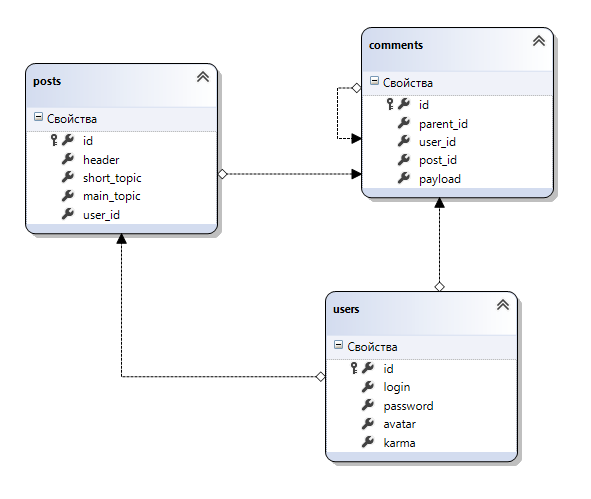 posts
Свойства
id
header
short_topic
main_topic
user_id
comments
Свойства
id
parent_id
user_id
post_id
payload
users
Свойства
id
login
password
avatar
karma